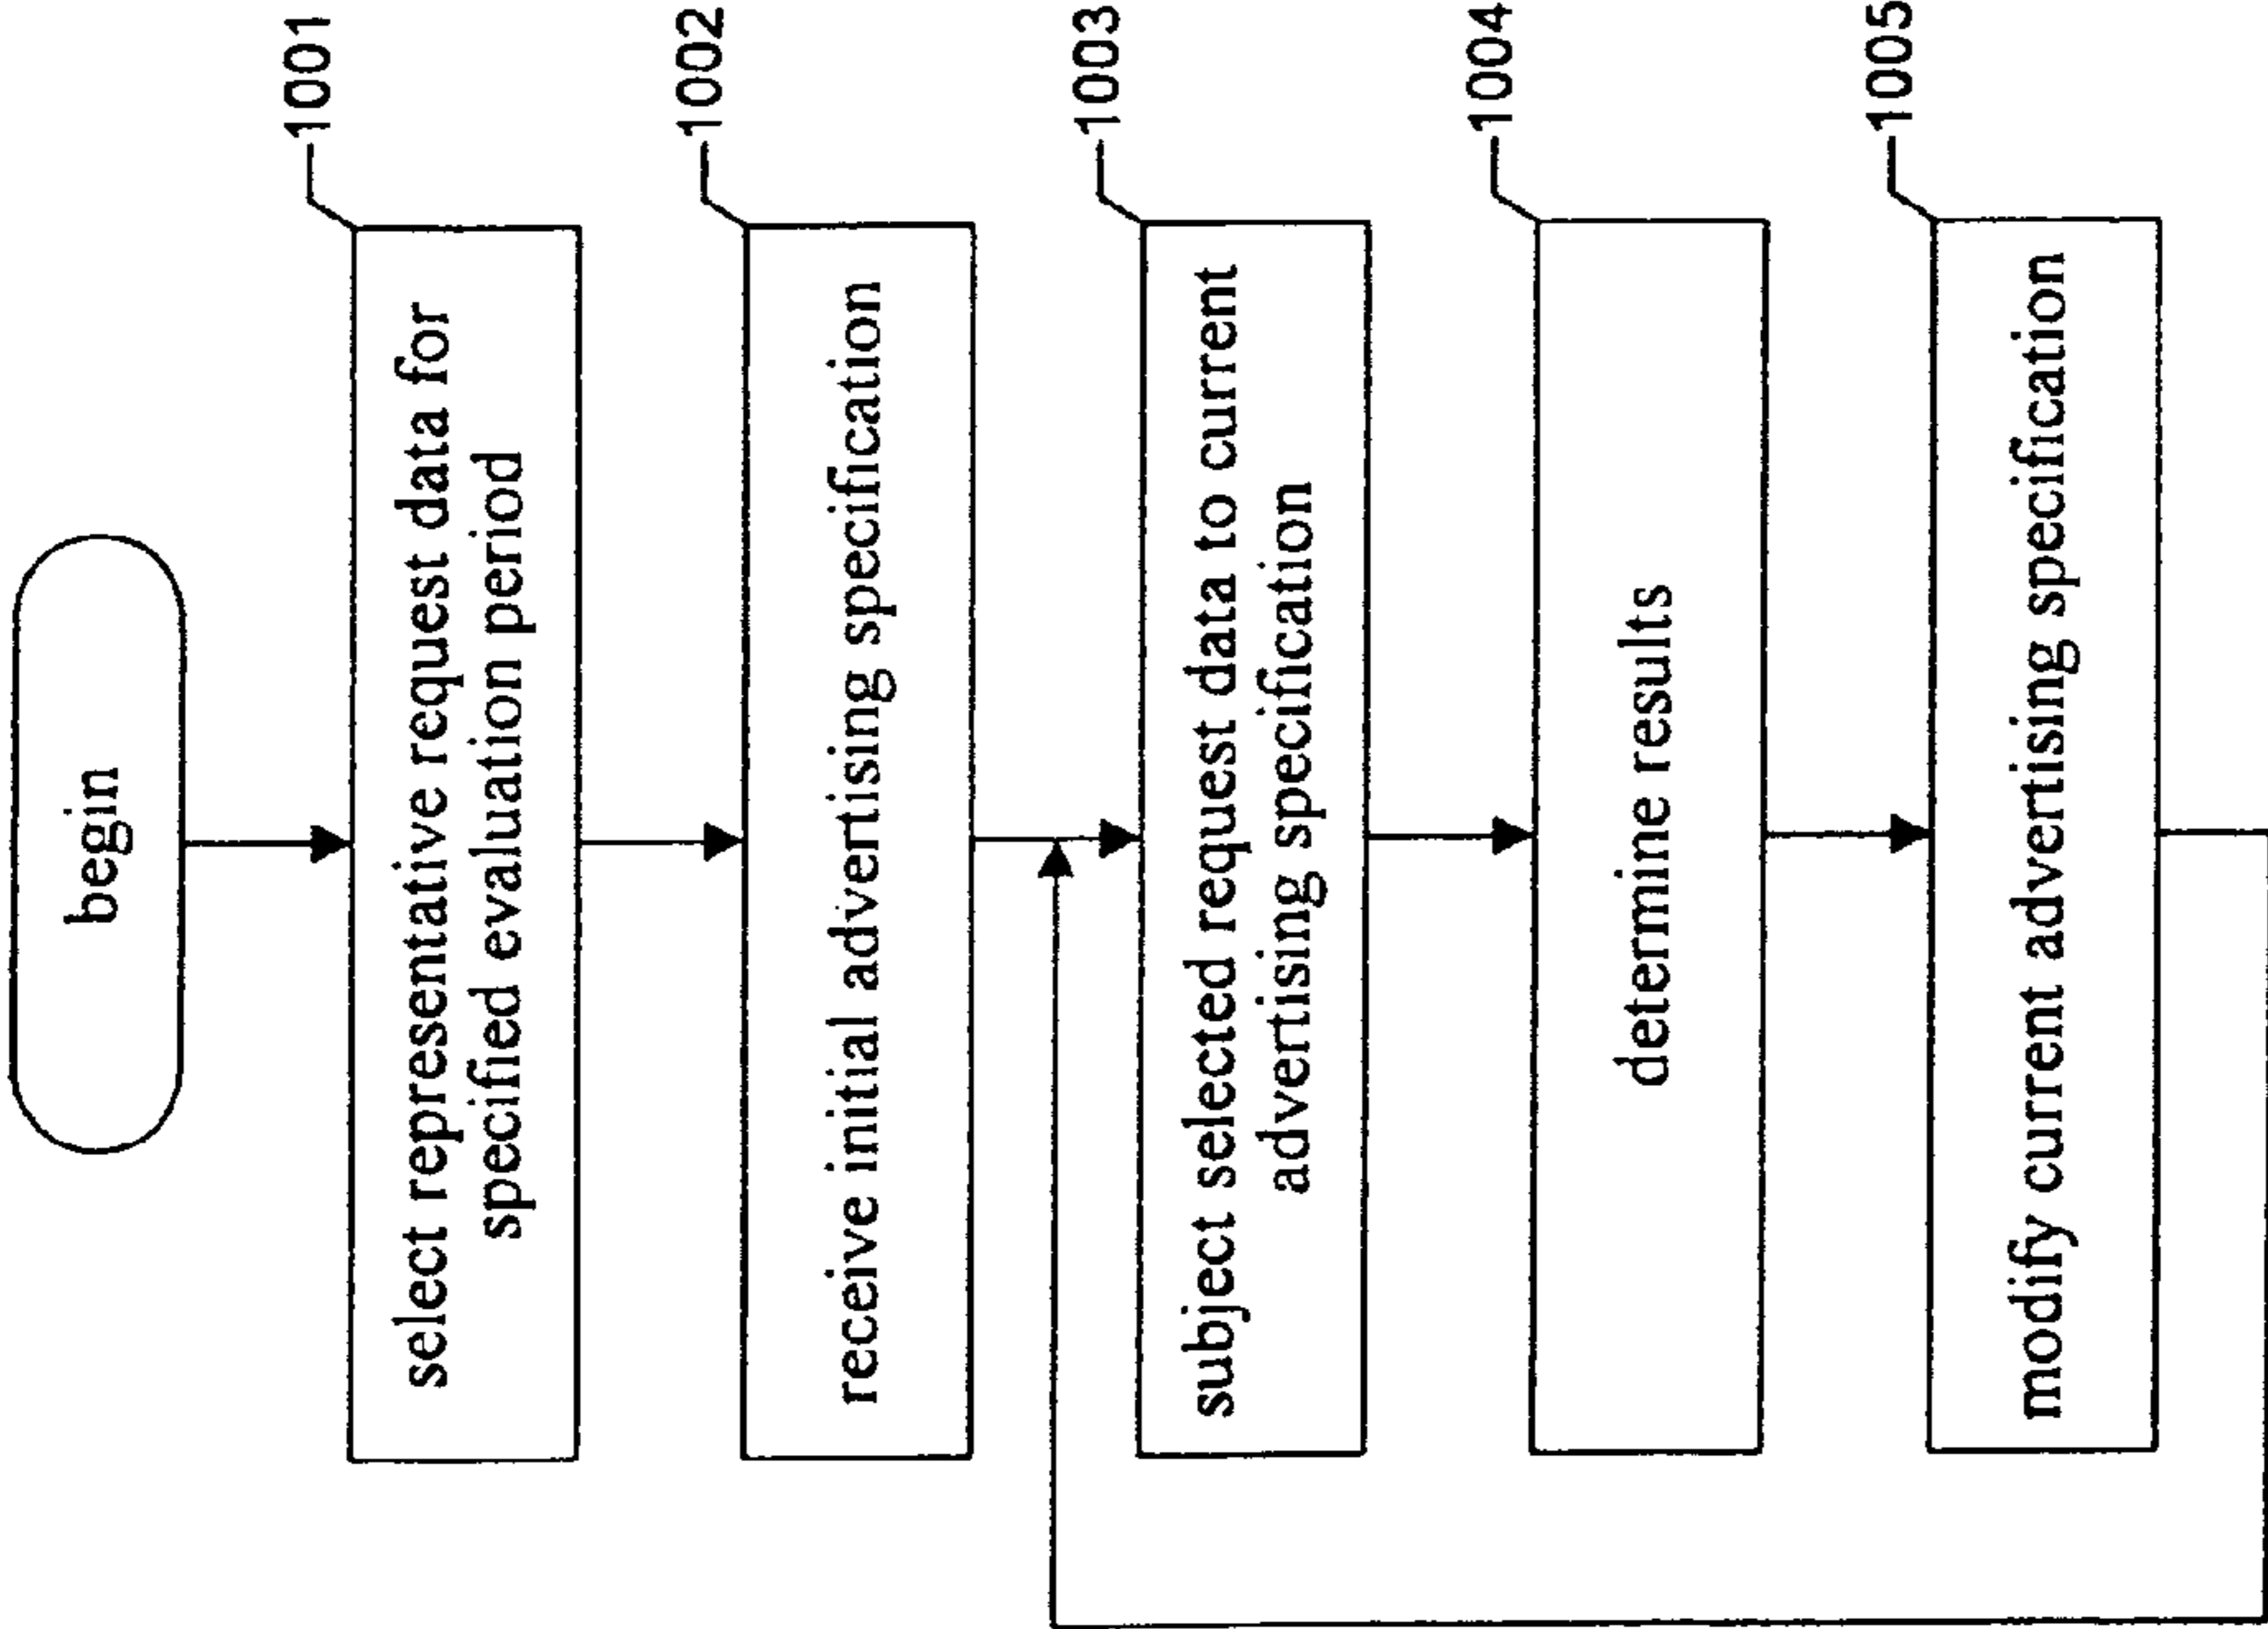 begin
1001
select representative request data for
specified evaluation period
1002
receive initial advertising specification
1003
subject selected request data to current
advertising specification
1004
determine results
1005
modify current advertising specification